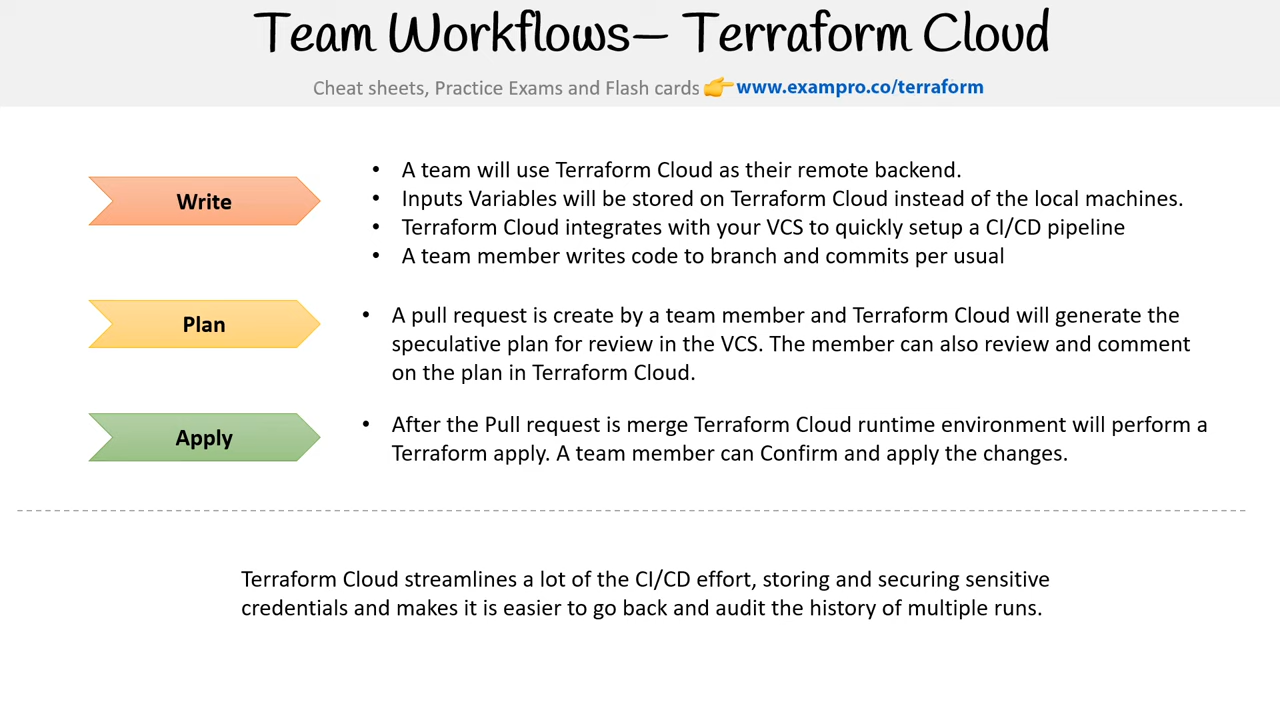 Team Workflows— Terraform Cloud
Cheat sheets, Practice Exams and Flash cards 👉 www.exampro.co/terraform
Write
• A team will use Terraform Cloud as their remote backend.
• Inputs Variables will be stored on Terraform Cloud instead of the local machines.
• Terraform Cloud integrates with your VCS to quickly setup a CI/CD pipeline
• A team member writes code to branch and commits per usual
Plan
• A pull request is create by a team member and Terraform Cloud will generate the
speculative plan for review in the VCS. The member can also review and comment
on the plan in Terraform Cloud.
Apply
• After the Pull request is merge Terraform Cloud runtime environment will perform a
Terraform apply. A team member can Confirm and apply the changes.
Terraform Cloud streamlines a lot of the CI/CD effort, storing and securing sensitive
credentials and makes it is easier to go back and audit the history of multiple runs.